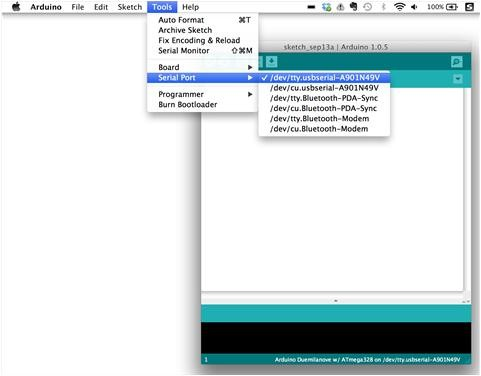 Arduino File Edit Sketch Tools Help 100%
Auto Format ⌘T
Archive Sketch
Fix Encoding & Reload
Serial Monitor ⇧⌘M
Board
Serial Port
Programmer
Burn Bootloader
/dev/tty.usbserial-A901N49V
/dev/cu.usbserial-A901N49V
/dev/tty.Bluetooth-PDA-Sync
/dev/cu.Bluetooth-PDA-Sync
/dev/tty.Bluetooth-Modem
/dev/cu.Bluetooth-Modem
sketch_sep13a | Arduino 1.0.5
1 Arduino Duemilanove w/ ATmega328 on /dev/tty.usbserial-A901N49V